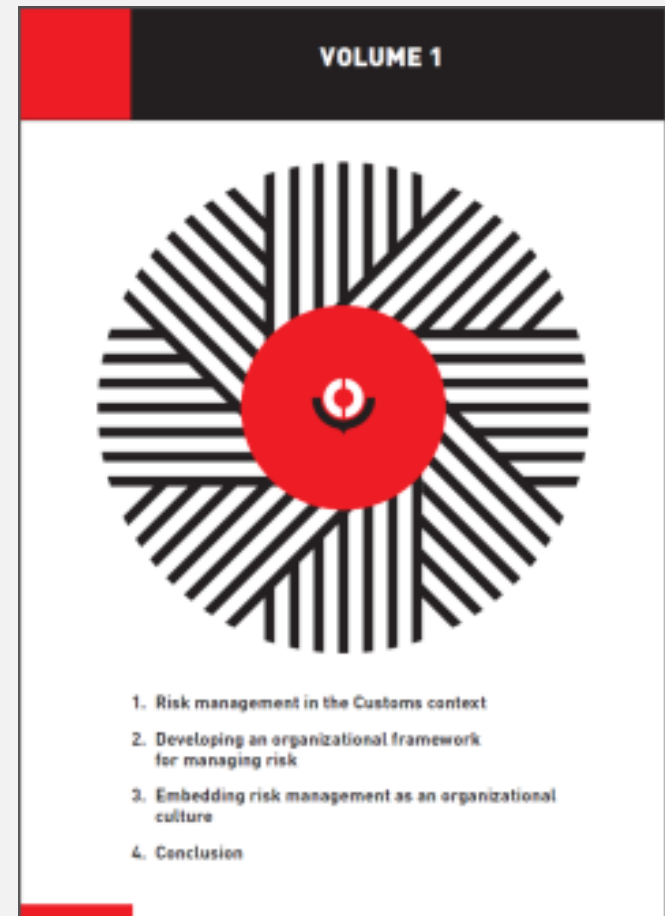 VOLUME 1
1. Risk management in the Customs context
2. Developing an organizational framework
for managing risk
3. Embedding risk management as an organizational
culture
4. Conclusion